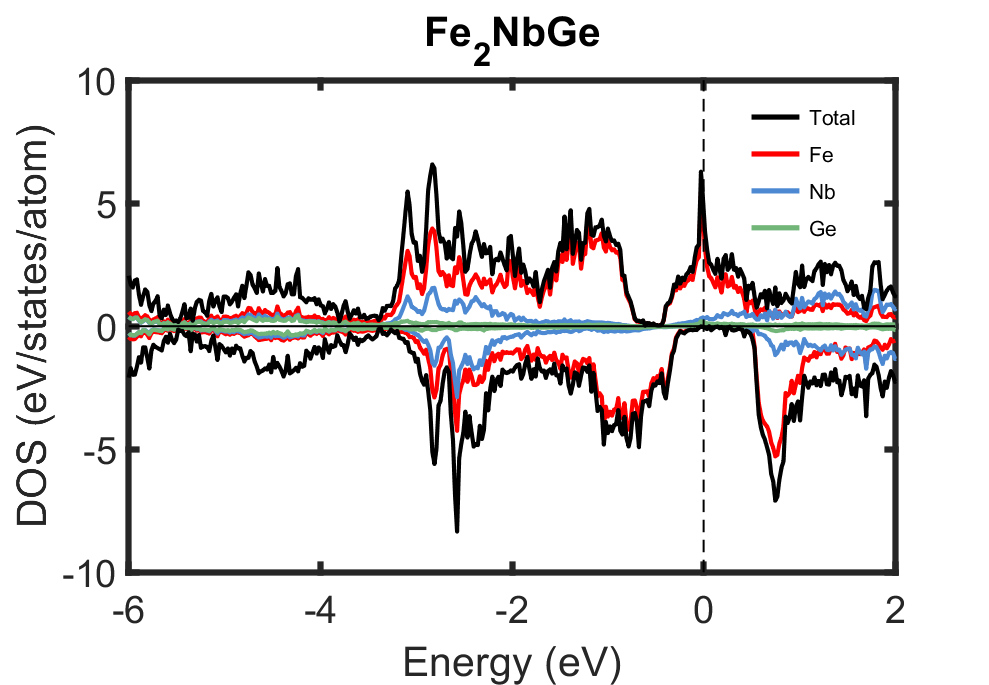 Fe₂NbGe
10
5
0
-5
-10
DOS (eV/states/atom)
Total
Fe
Nb
Ge
-6 -4 -2 0 2
Energy (eV)